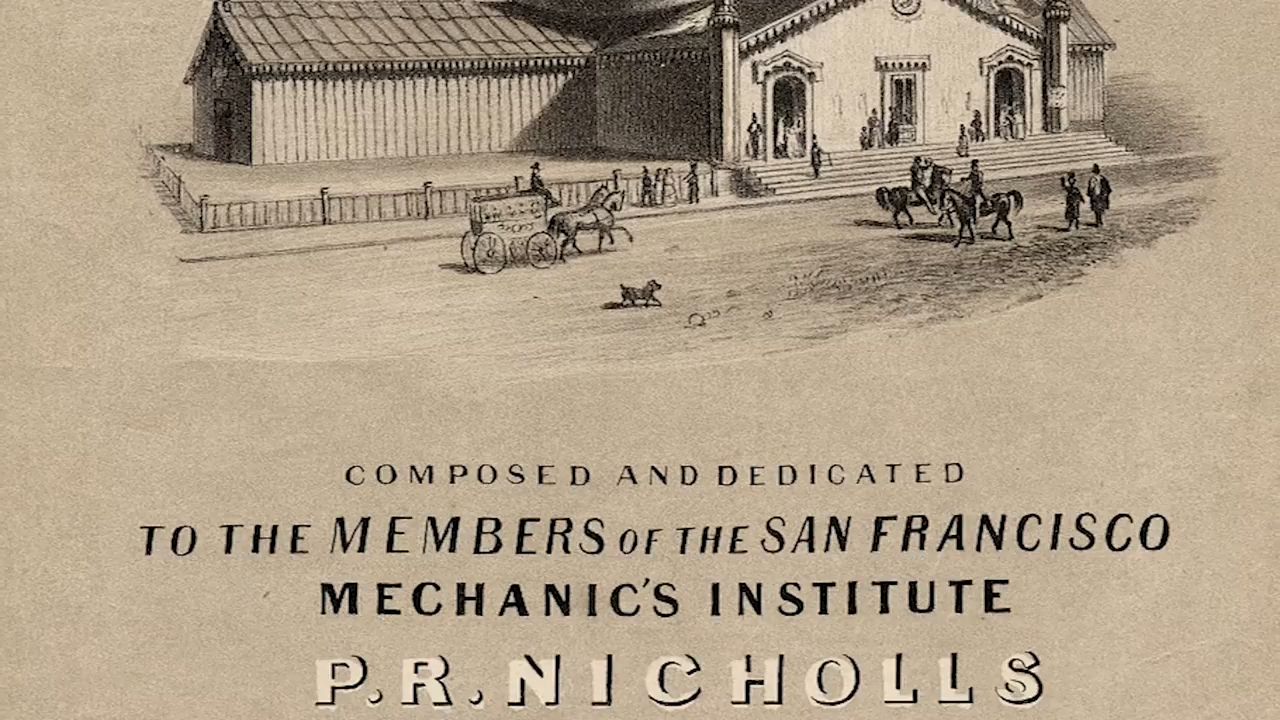 COMPOSED AND DEDICATED
TO THE MEMBERS OF THE SAN FRANCISCO
MECHANIC'S INSTITUTE
P.R. NICHOLLS